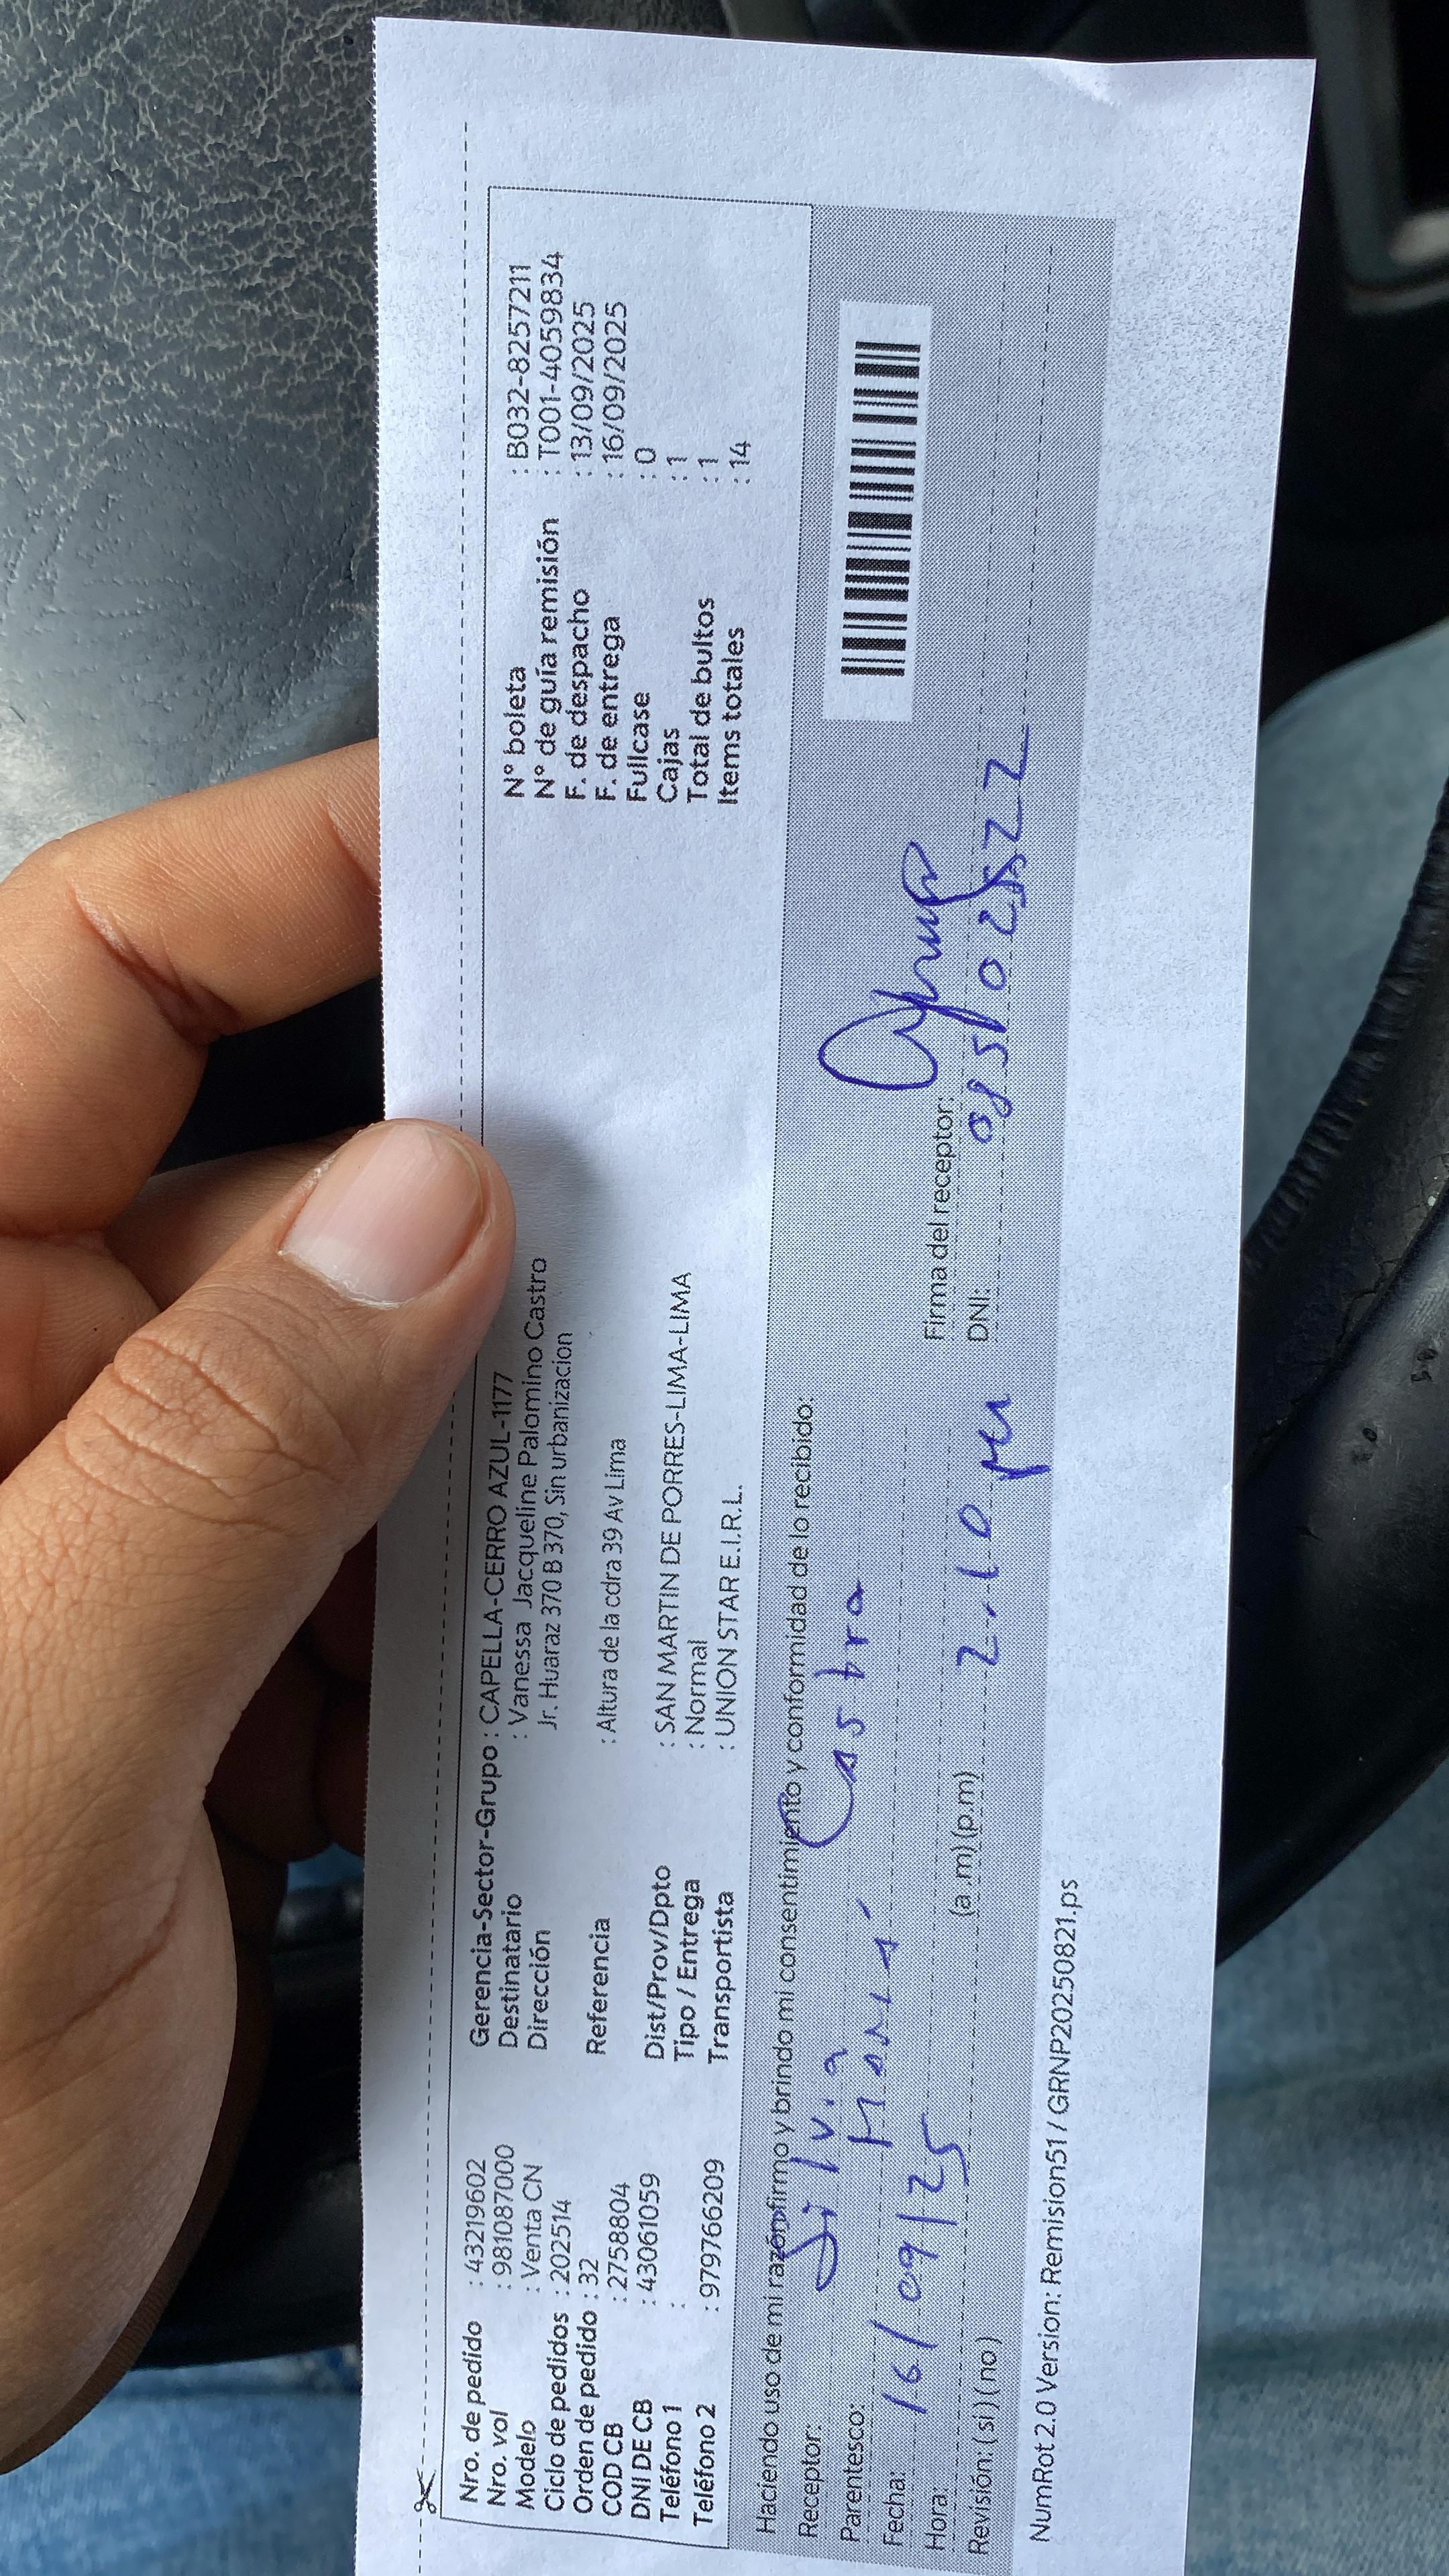 Nro. de pedido : 43219602
Nro. vol : 981087000
Modelo : Venta CN
Ciclo de pedidos : 202514
Orden de pedido : 32
COD CB : 2758804
DNI DE CB : 43061059
Teléfono 1 :
Teléfono 2 : 979766209
Gerencia-Sector-Grupo : CAPELLA-CERRO AZUL-1177
Destinatario : Vanessa Jacqueline Palomino Castro
Dirección Jr. Huaraz 370 B 370, Sin urbanizacion
Referencia : Altura de la cdra 39 Av Lima
Dist/Prov/Dpto : SAN MARTIN DE PORRES-LIMA-LIMA
Tipo / Entrega : Normal
Transportista : UNION STAR E.I.R.L.
N° boleta : B032-8257211
N° de guía remisión : T001-4059834
F. de despacho : 13/09/2025
F. de entrega : 16/09/2025
Fullcase : 0
Cajas : 1
Total de bultos : 1
Items totales : 14
Haciendo uso de mi razón firmo y brindo mi consentimiento y conformidad de lo recibido:
Receptor: Silvia Castro
Parentesco: Mama.
Fecha: 16/09/25
Hora: (a .m) (p.m) 2.10 pm
Revisión: (si) (no)
Firma del receptor:
DNI: 08502522
NumRot 2.0 Version: Remision51 / GRNP20250821.ps